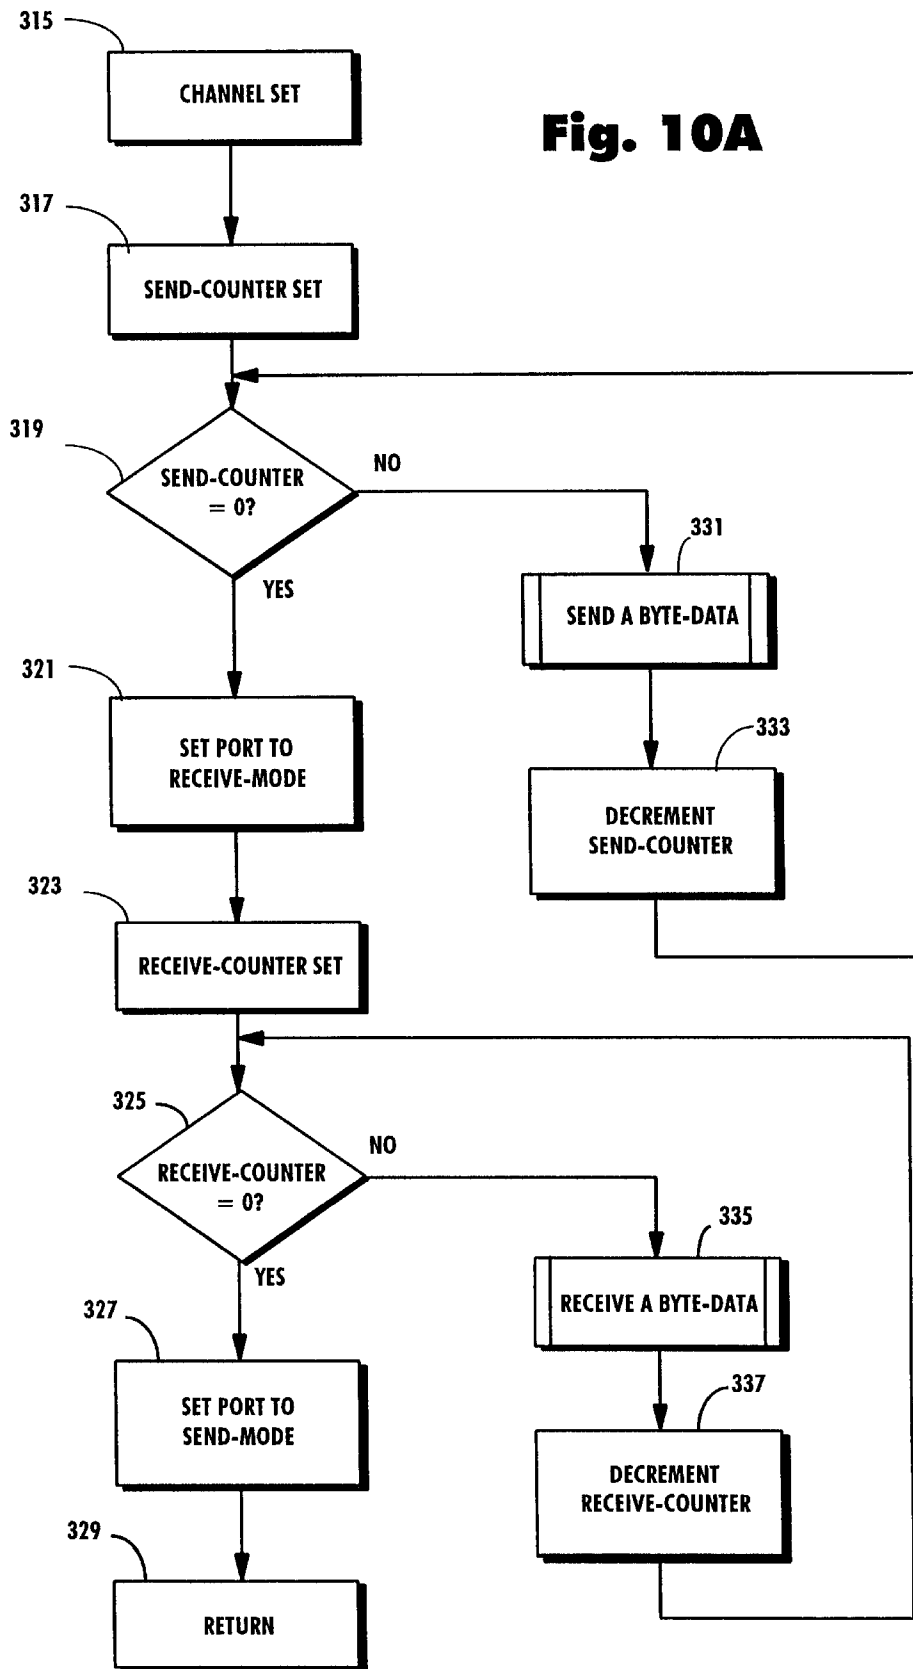 315
CHANNEL SET
Fig. 10A
317
SEND-COUNTER SET
319
SEND-COUNTER
= 0?
NO
YES
331
SEND A BYTE-DATA
321
SET PORT TO
RECEIVE-MODE
333
DECREMENT
SEND-COUNTER
323
RECEIVE-COUNTER SET
325
RECEIVE-COUNTER
= 0?
NO
YES
335
RECEIVE A BYTE-DATA
327
SET PORT TO
SEND-MODE
337
DECREMENT
RECEIVE-COUNTER
329
RETURN